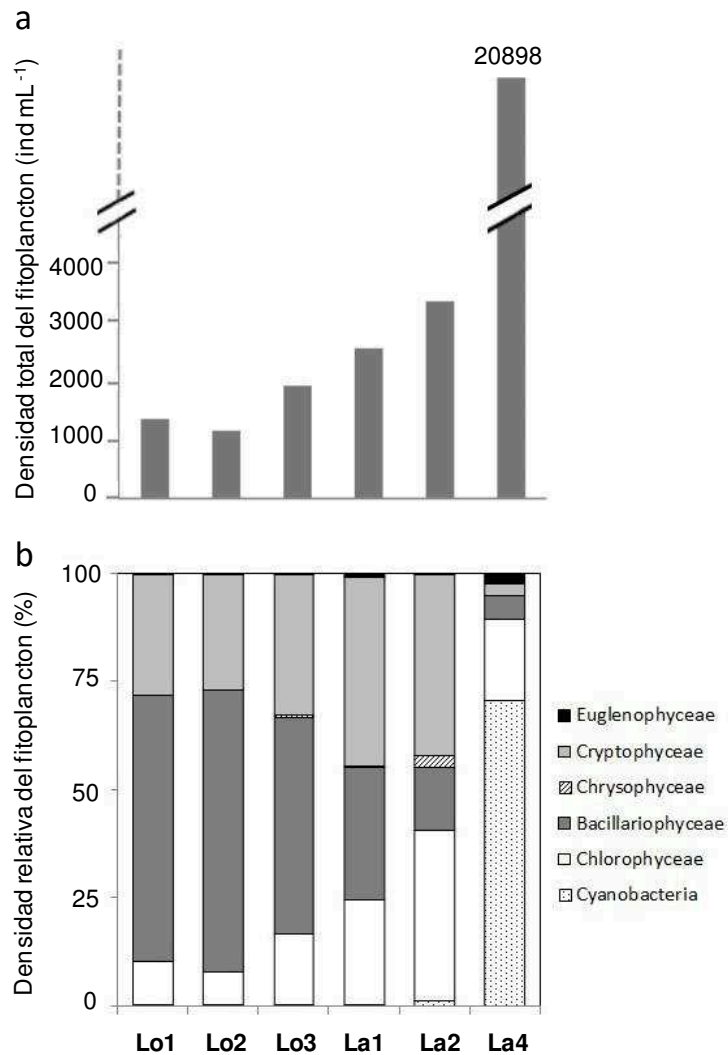 a
20898
Densidad total del fitoplancton (ind mL -1)
4000
3000
2000
1000
0
b
100
75
50
25
0
Densidad relativa del fitoplancton (%)
Euglenophyceae
Cryptophyceae
Chrysophyceae
Bacillariophyceae
Chlorophyceae
Cyanobacteria
Lo1 Lo2 Lo3 La1 La2 La4